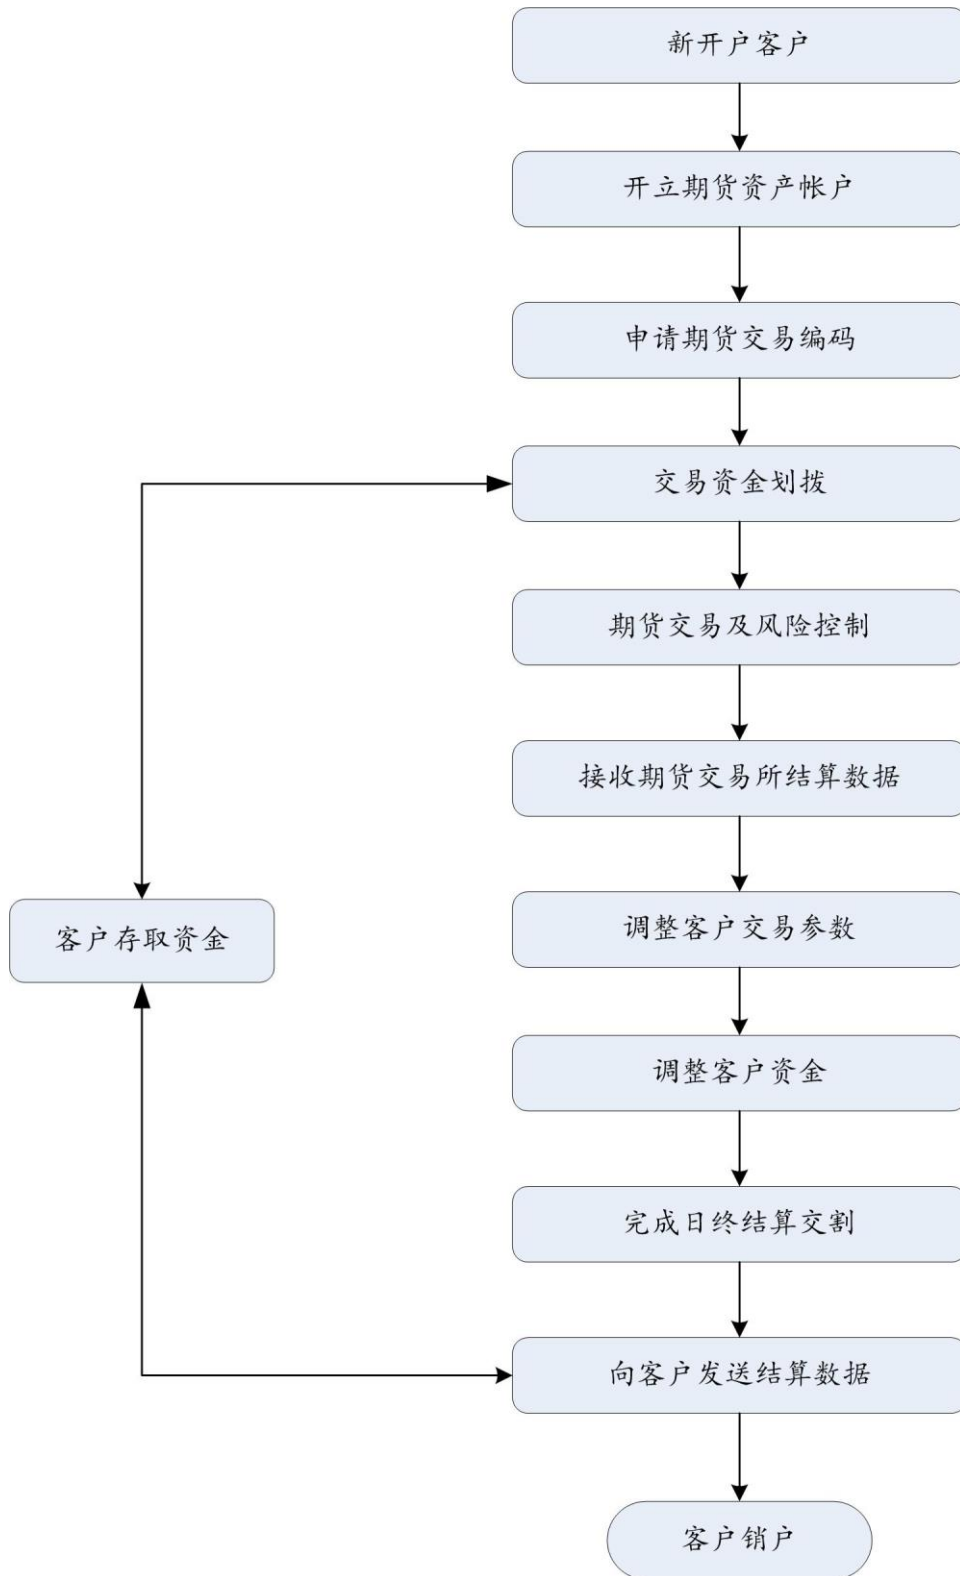 新开户客户
开立期货资产帐户
申请期货交易编码
交易资金划拨
期货交易及风险控制
接收期货交易所结算数据
调整客户交易参数
客户存取资金
调整客户资金
完成日终结算交割
向客户发送结算数据
客户销户